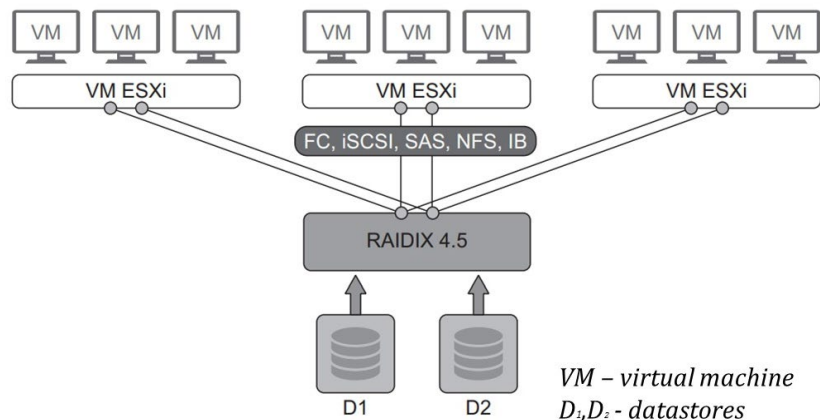 VM VM VM VM VM VM VM VM VM
VM ESXi VM ESXi VM ESXi
FC, iSCSI, SAS, NFS, IB
RAIDIX 4.5
D1 D2
VM – virtual machine
D₁,D₂ - datastores